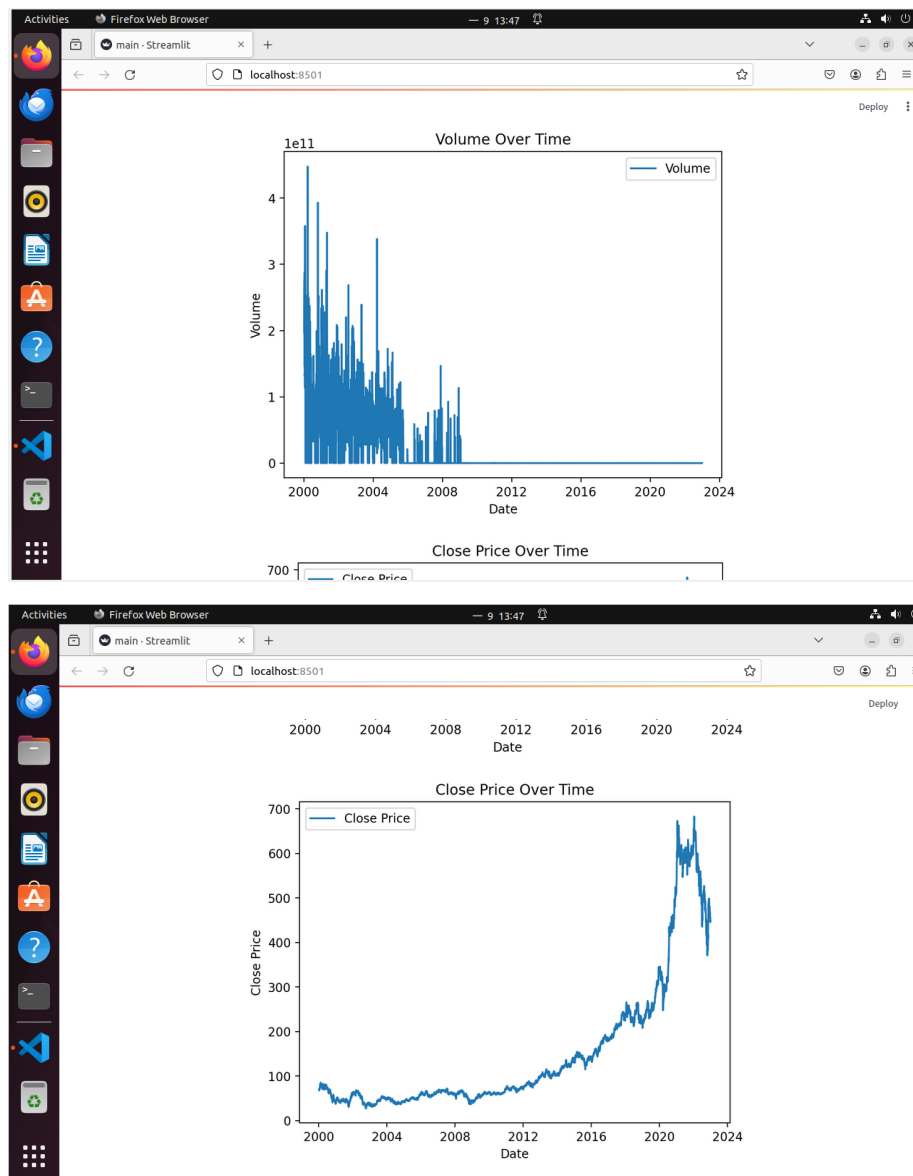 Activities Firefox Web Browser — 9 13:47
main · Streamlit × +
localhost:8501
Deploy
Volume Over Time
1e11
Volume
4
3
Volume
2
1
0
2000 2004 2008 2012 2016 2020 2024
Date
Close Price Over Time
700
Close Price
Activities Firefox Web Browser — 9 13:47
main · Streamlit × +
localhost:8501
Deploy
2000 2004 2008 2012 2016 2020 2024
Date
Close Price Over Time
700
Close Price
600
500
400
Close Price
300
200
100
0
2000 2004 2008 2012 2016 2020 2024
Date